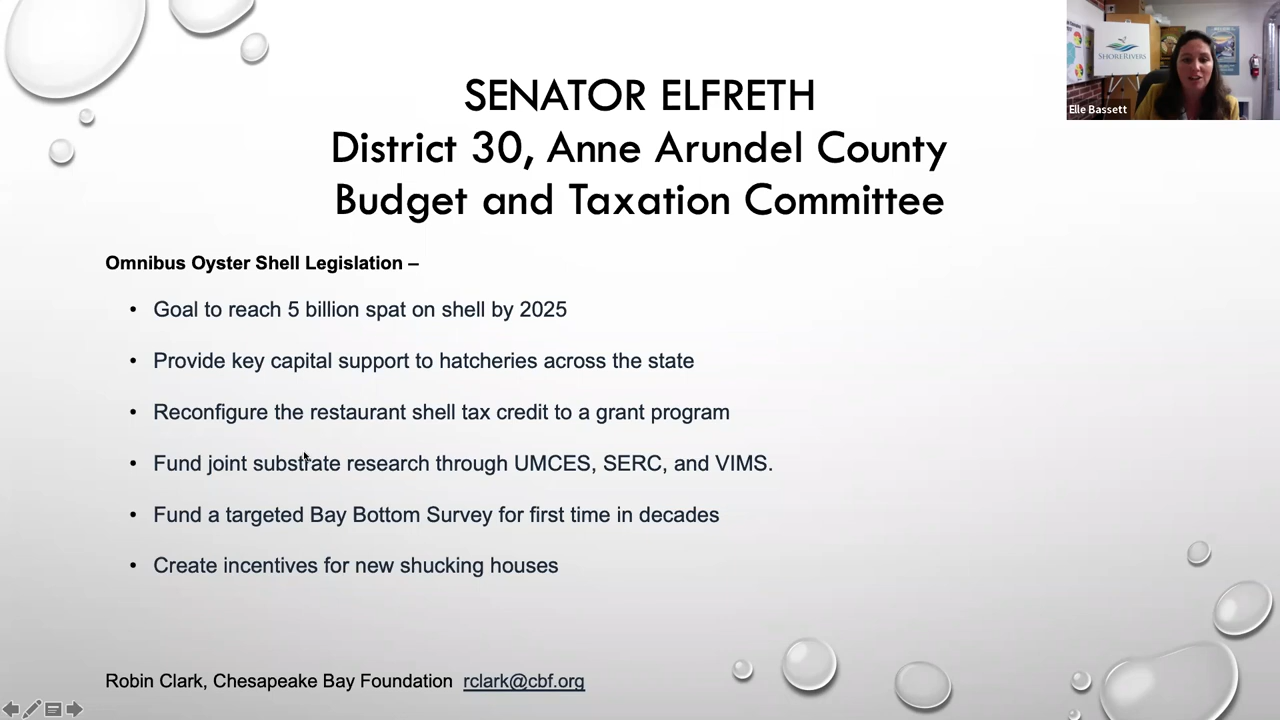 SENATOR ELFRETH
District 30, Anne Arundel County
Budget and Taxation Committee
SHORERIVERS
Elle Bassett
Omnibus Oyster Shell Legislation –
• Goal to reach 5 billion spat on shell by 2025
• Provide key capital support to hatcheries across the state
• Reconfigure the restaurant shell tax credit to a grant program
• Fund joint substrate research through UMCES, SERC, and VIMS.
• Fund a targeted Bay Bottom Survey for first time in decades
• Create incentives for new shucking houses
Robin Clark, Chesapeake Bay Foundation rclark@cbf.org